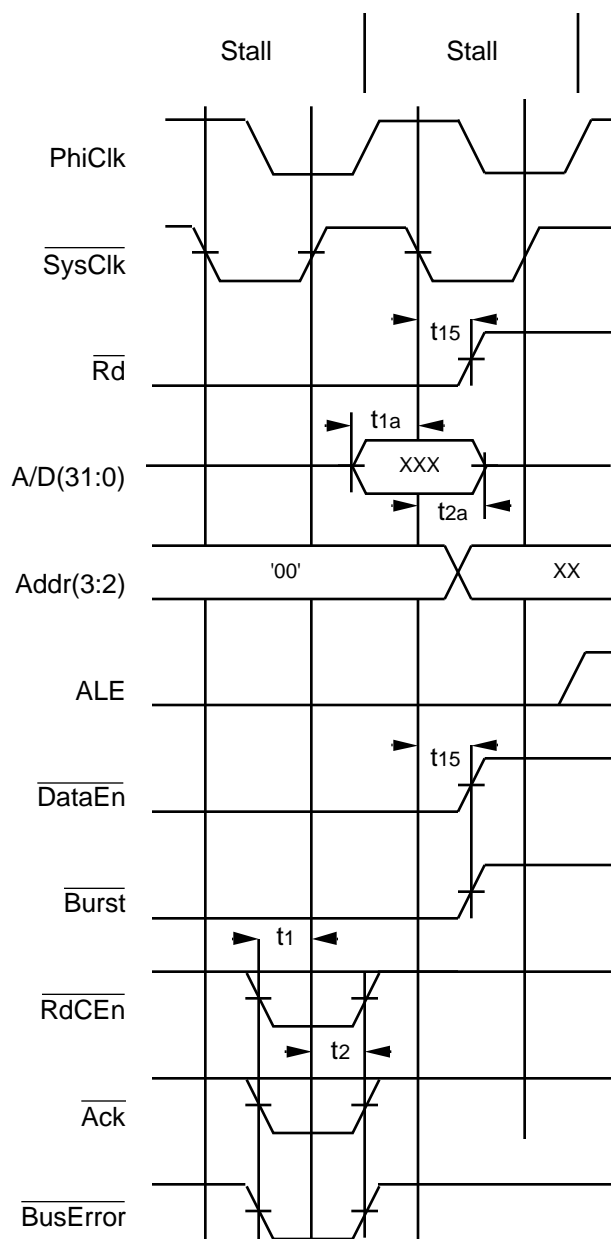 Stall Stall
PhiClk
SysClk
t15
Rd
t1a
A/D(31:0) XXX
t2a
Addr(3:2) '00' XX
ALE
t15
DataEn
Burst
t1
RdCEn
t2
Ack
BusError